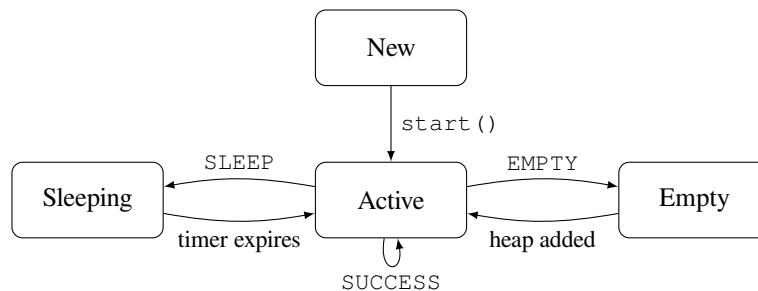 New
start()
SLEEP
EMPTY
Sleeping
Active
Empty
timer expires
heap added
SUCCESS